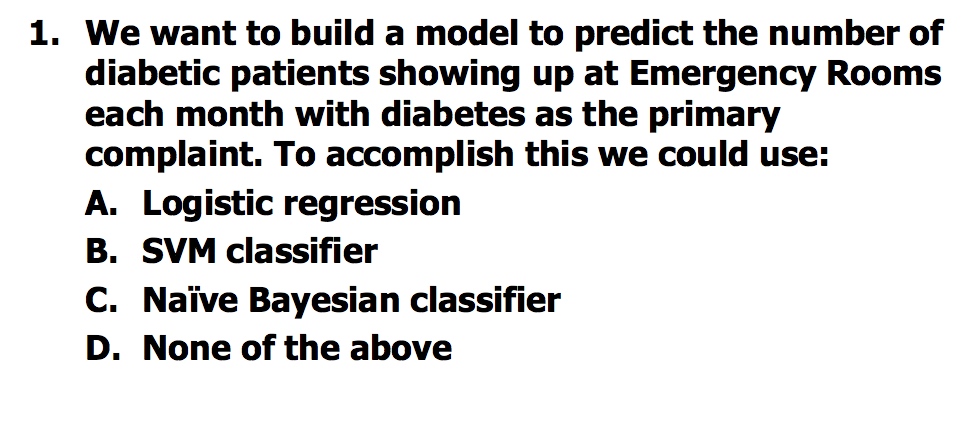 1. We want to build a model to predict the number of
diabetic patients showing up at Emergency Rooms
each month with diabetes as the primary
complaint. To accomplish this we could use:
A. Logistic regression
B. SVM classifier
C. Naïve Bayesian classifier
D. None of the above